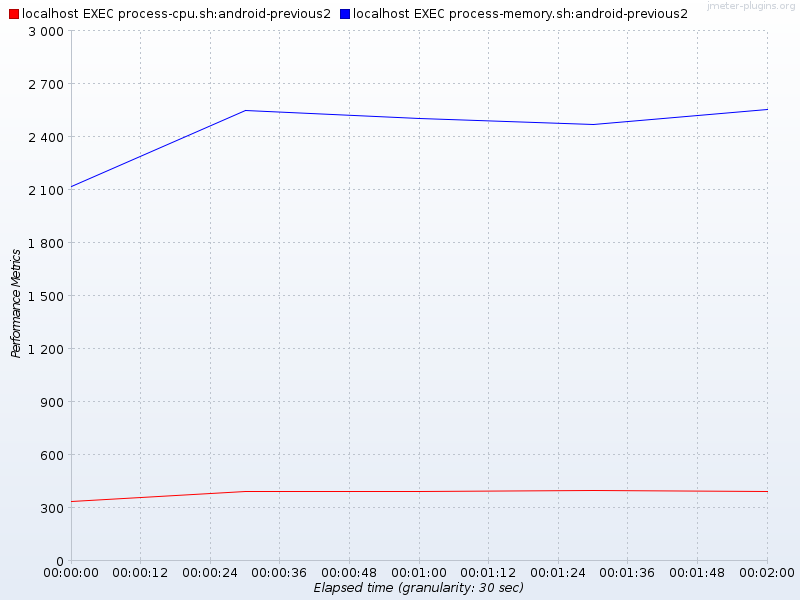 localhost EXEC process-cpu.sh:android-previous2 localhost EXEC process-memory.sh:android-previous2
jmeter-plugins.org
3 000
2 700
2 400
2 100
1 800
1 500
1 200
900
600
300
0
Performance Metrics
00:00:00 00:00:12 00:00:24 00:00:36 00:00:48 00:01:00 00:01:12 00:01:24 00:01:36 00:01:48 00:02:00
Elapsed time (granularity: 30 sec)